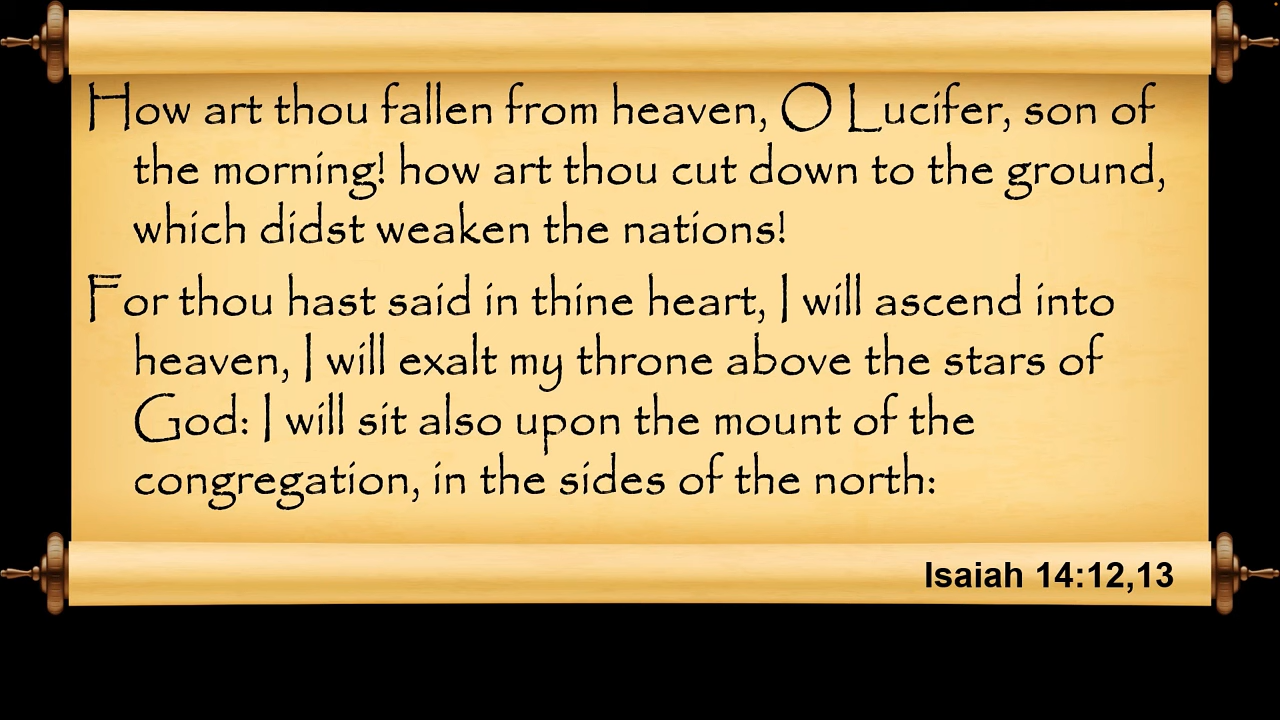 How art thou fallen from heaven, O Lucifer, son of
the morning! how art thou cut down to the ground,
which didst weaken the nations!
For thou hast said in thine heart, I will ascend into
heaven, I will exalt my throne above the stars of
God: I will sit also upon the mount of the
congregation, in the sides of the north:
Isaiah 14:12,13